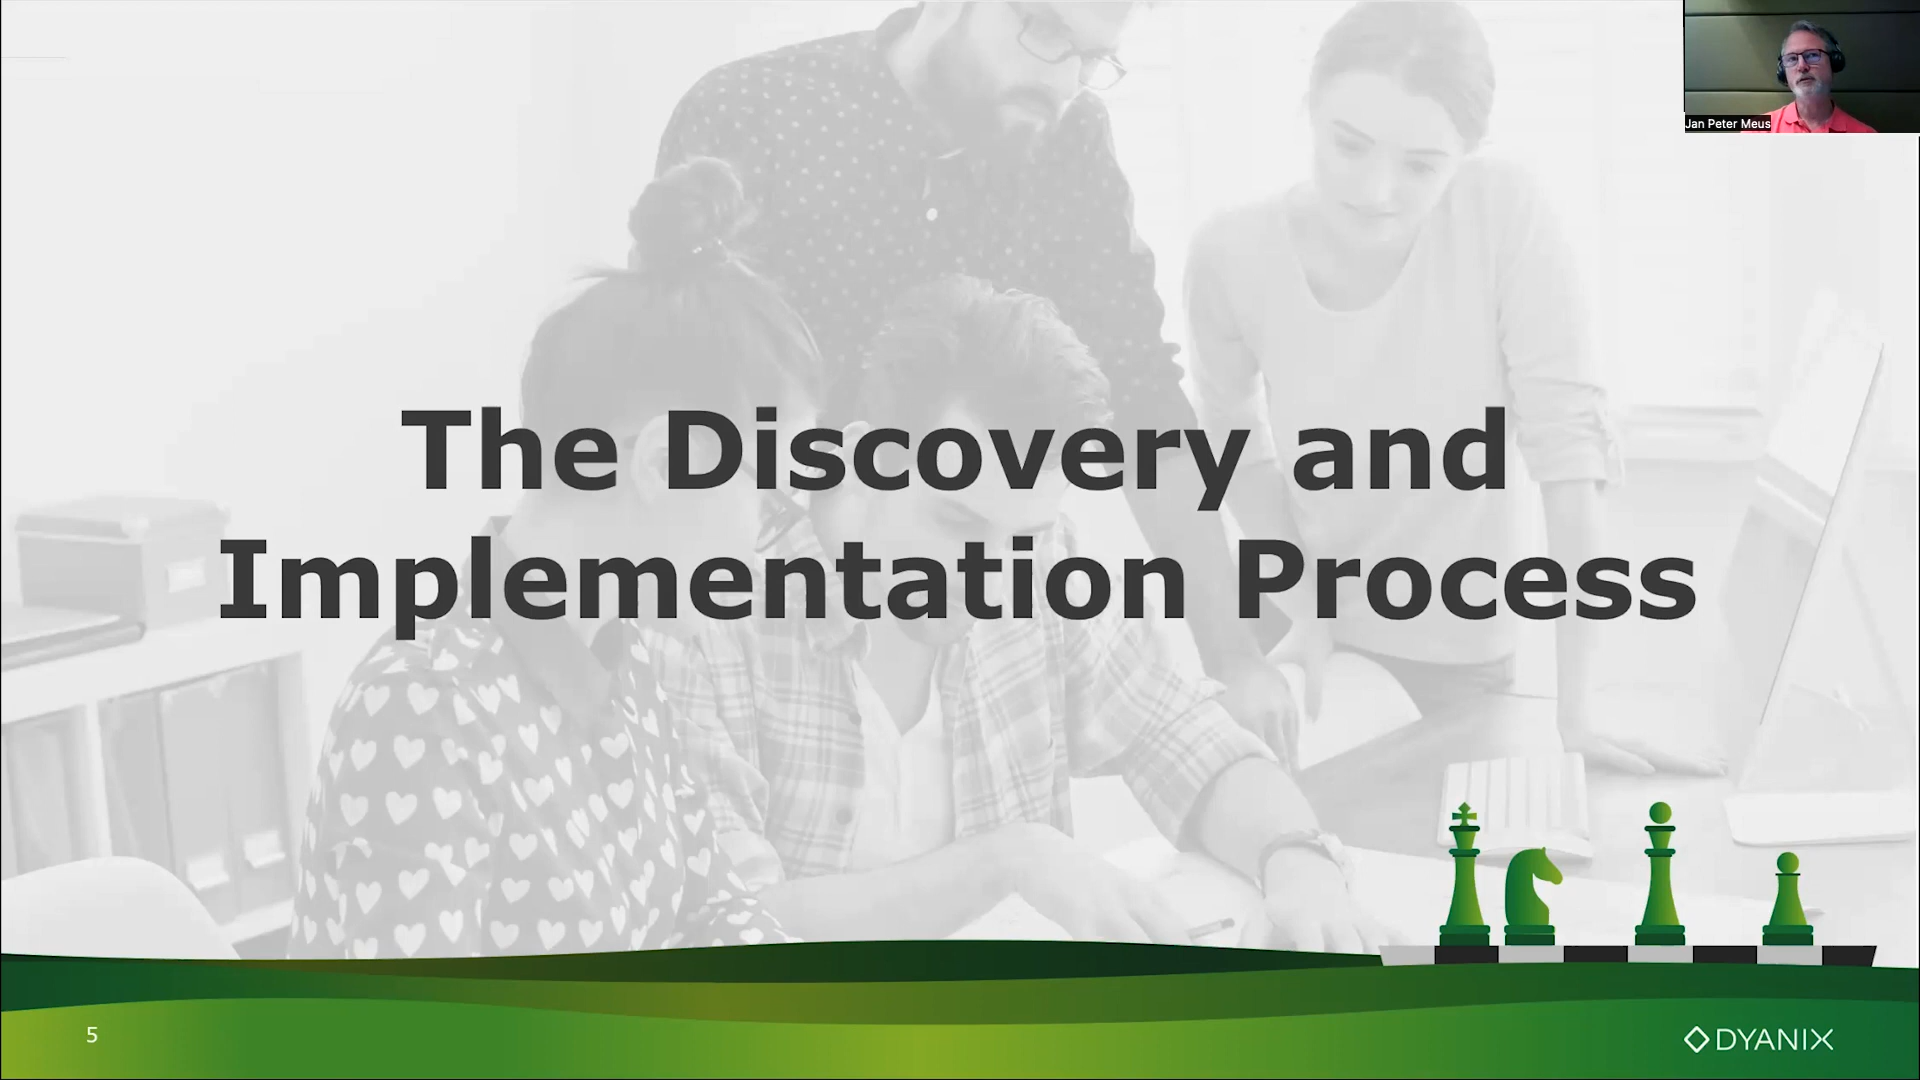 Jan Peter Meus
The Discovery and
Implementation Process
5
DYANIX